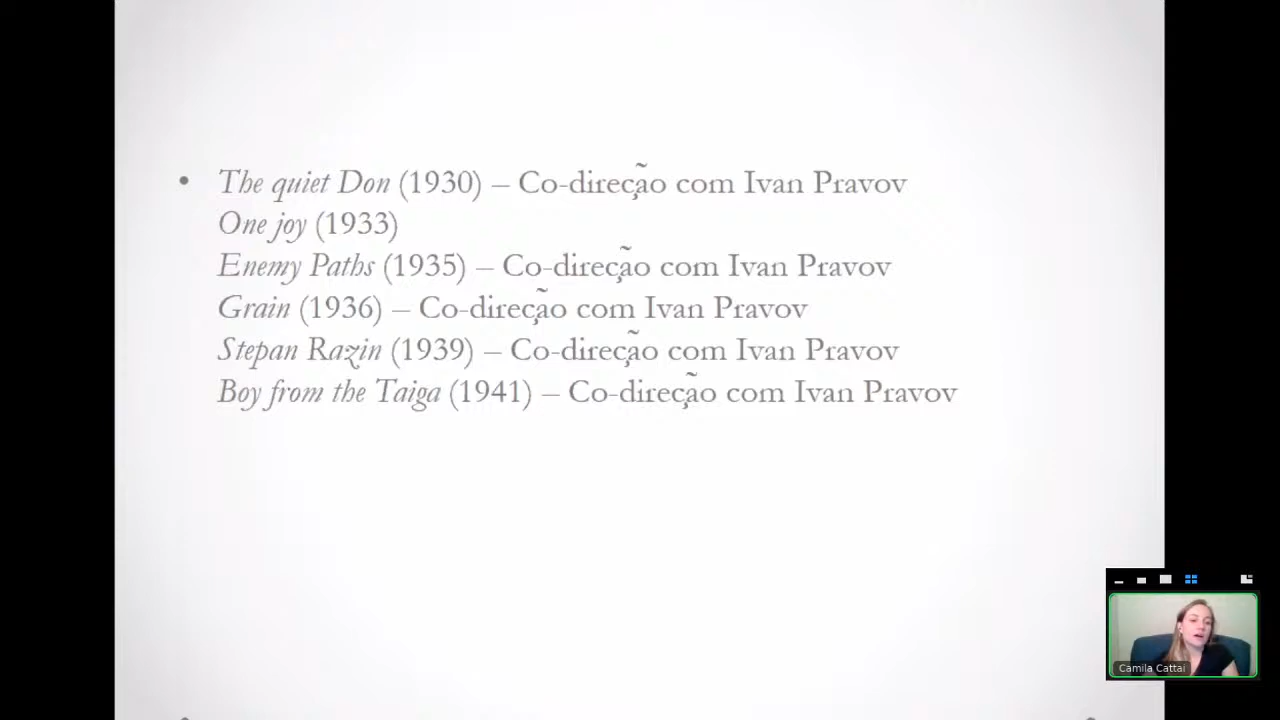 • The quiet Don (1930) – Co-direção com Ivan Pravov
One joy (1933)
Enemy Paths (1935) – Co-direção com Ivan Pravov
Grain (1936) – Co-direção com Ivan Pravov
Stepan Razin (1939) – Co-direção com Ivan Pravov
Boy from the Taiga (1941) – Co-direção com Ivan Pravov
Camila Cattai